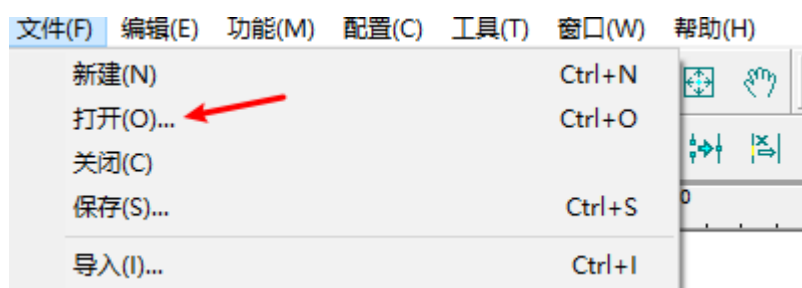 文件(F) 编辑(E) 功能(M) 配置(C) 工具(T) 窗口(W) 帮助(H)
新建(N) Ctrl+N
打开(O)... Ctrl+O
关闭(C)
保存(S)... Ctrl+S
0
导入(I)... Ctrl+I